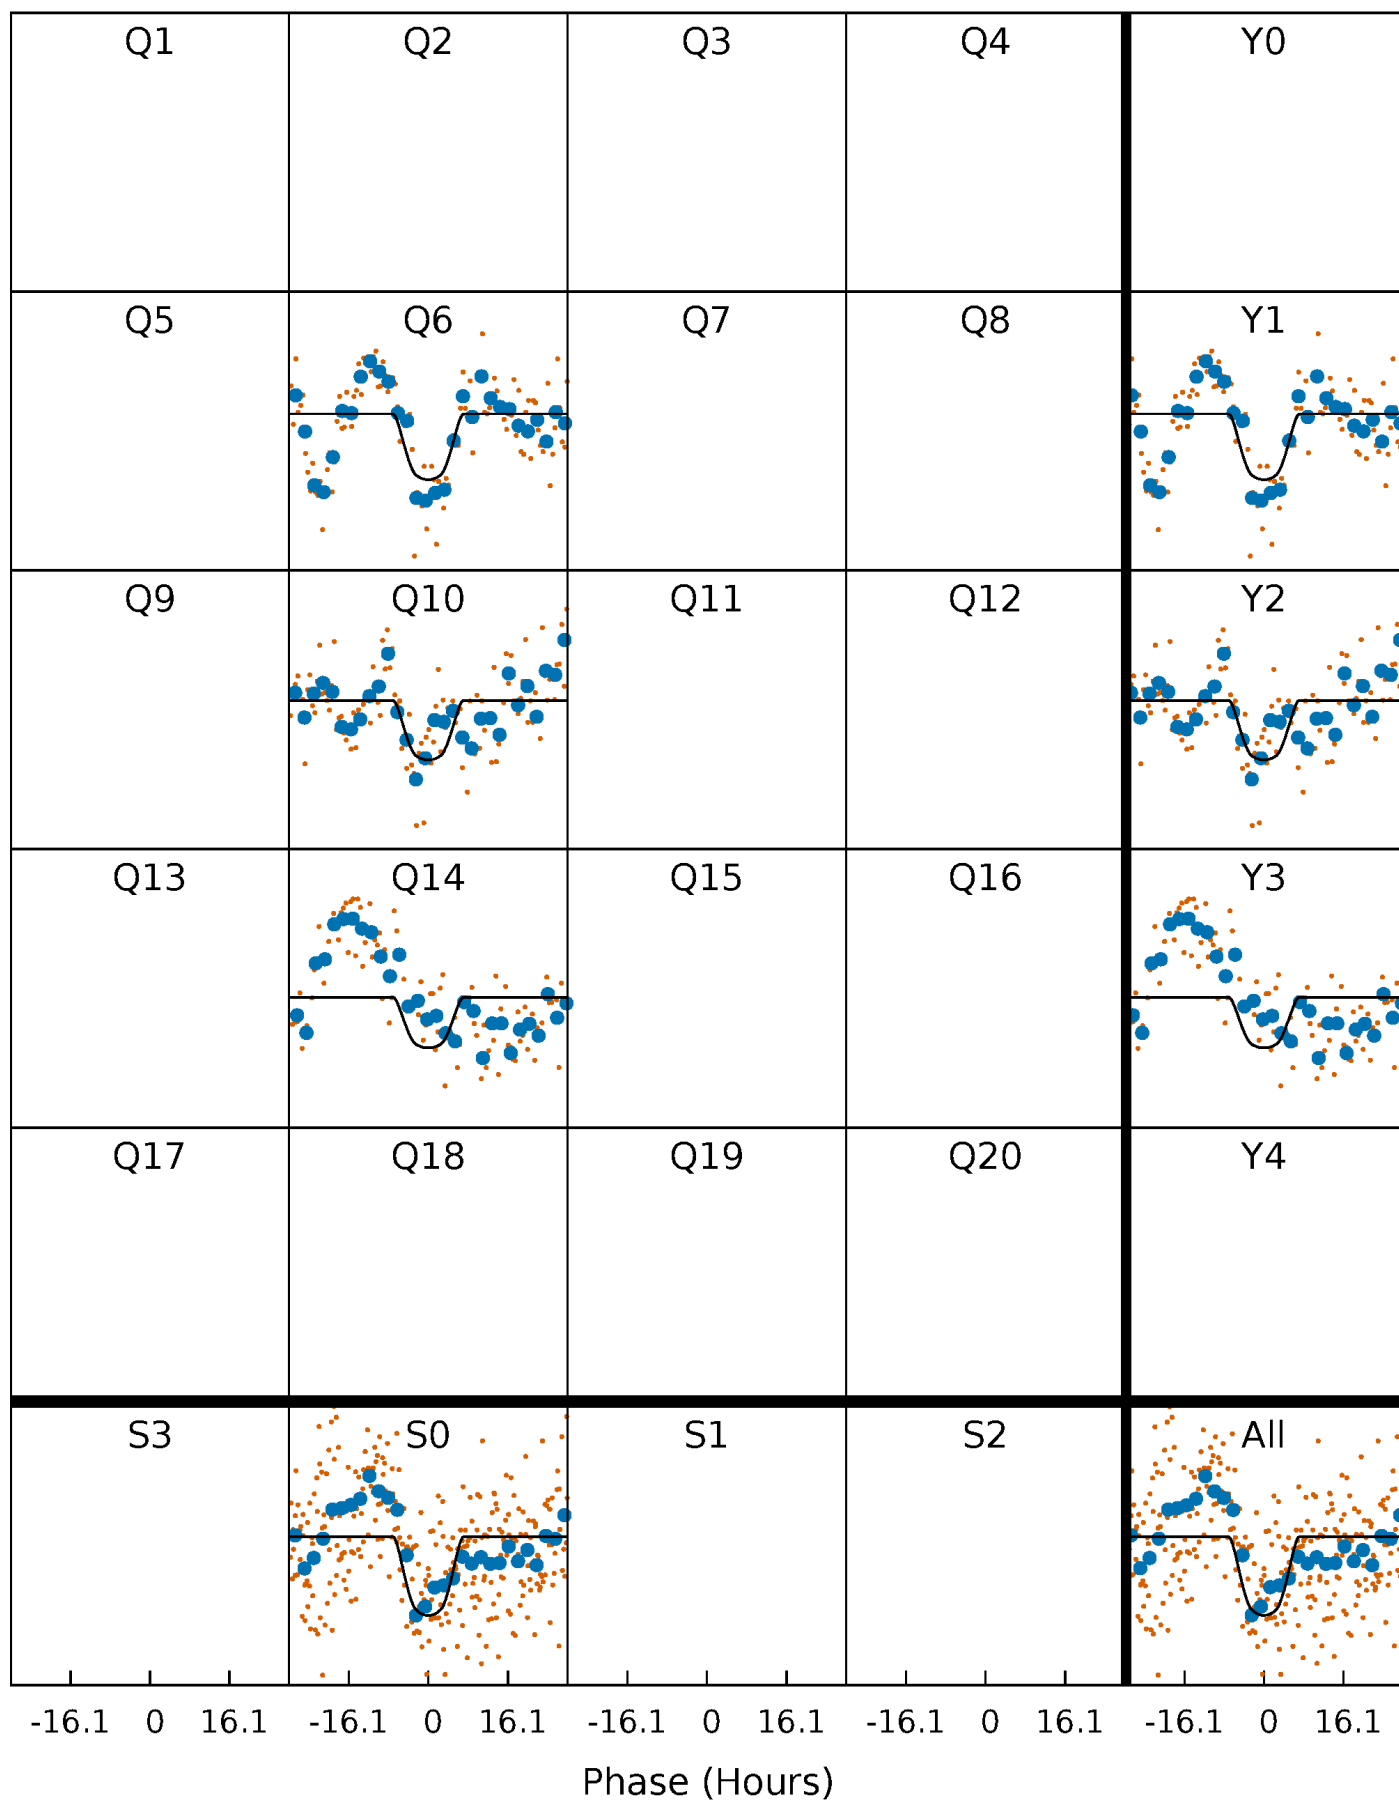 Q1 Q2 Q3 Q4 Y0
Q5 Q6 Q7 Q8 Y1
Q9 Q10 Q11 Q12 Y2
Q13 Q14 Q15 Q16 Y3
Q17 Q18 Q19 Q20 Y4
S3 S0 S1 S2 All
-16.1 0 16.1 -16.1 0 16.1 -16.1 0 16.1 -16.1 0 16.1 -16.1 0 16.1
Phase (Hours)